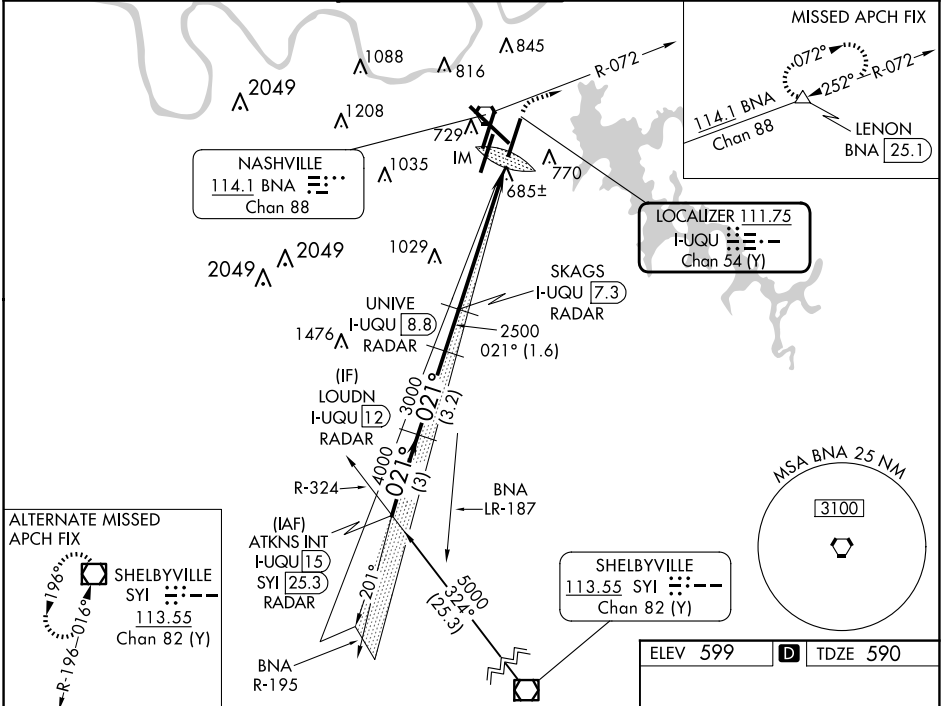 MISSED APCH FIX
072°
252°
R-072
114.1 BNA
Chan 88
LENON
BNA 25.1
1088
816
845
R-072
2049
1208
729
IM
1035
770
685±
NASHVILLE
114.1 BNA
Chan 88
LOCALIZER 111.75
I-UQU
Chan 54 (Y)
2049
2049
1029
SKAGS
I-UQU 7.3
RADAR
UNIVE
I-UQU 8.8
RADAR
2500
021° (1.6)
1476
(IF)
LOUDN
I-UQU 12
RADAR
3000
021°
(3.2)
4000
021°
(3)
R-324
BNA
LR-187
(IAF)
ATKNS INT
I-UQU 15
SYI 25.3
RADAR
201°
BNA
R-195
5000
324°
(25.3)
SHELBYVILLE
113.55 SYI
Chan 82 (Y)
MSA BNA 25 NM
3100
ALTERNATE MISSED
APCH FIX
196°
R-196
016°
SHELBYVILLE
SYI
113.55
Chan 82 (Y)
ELEV 599 D TDZE 590